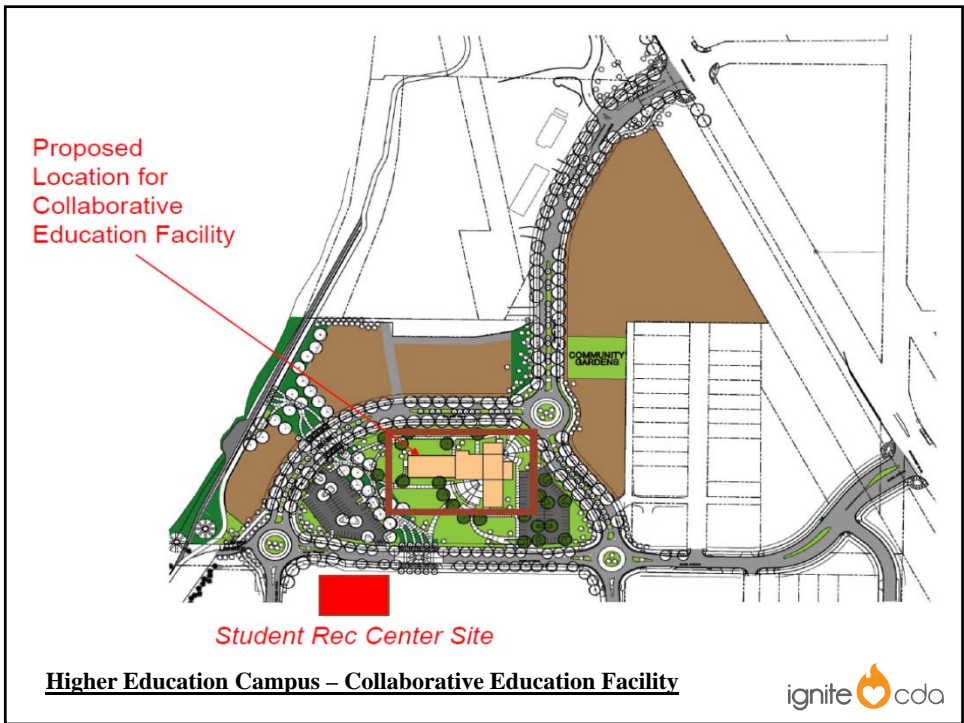 Proposed
Location for
Collaborative
Education Facility
COMMUNITY
GARDENS
Student Rec Center Site
Higher Education Campus – Collaborative Education Facility
ignite cda